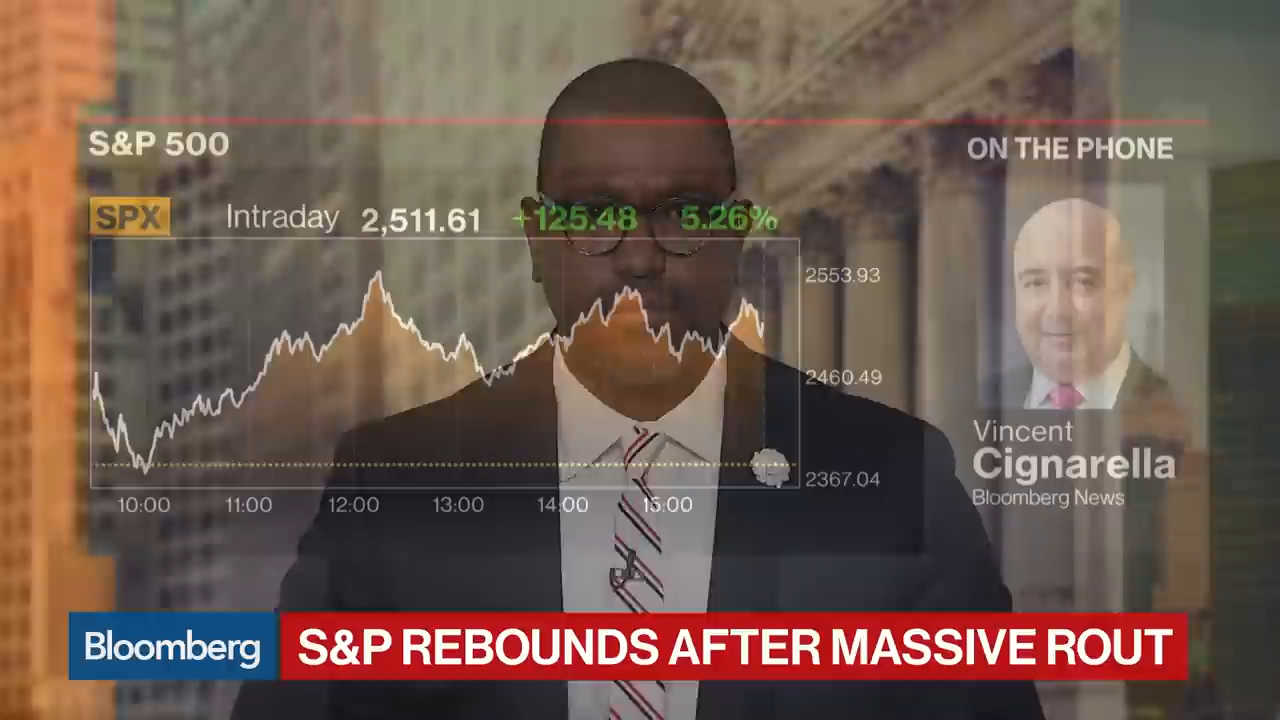 S&P 500
ON THE PHONE
SPX Intraday 2,511.61 +125.48 5.26%
2553.93
2460.49
2367.04
10:00 11:00 12:00 13:00 14:00 15:00
Vincent
Cignarella
Bloomberg News
Bloomberg
S&P REBOUNDS AFTER MASSIVE ROUT